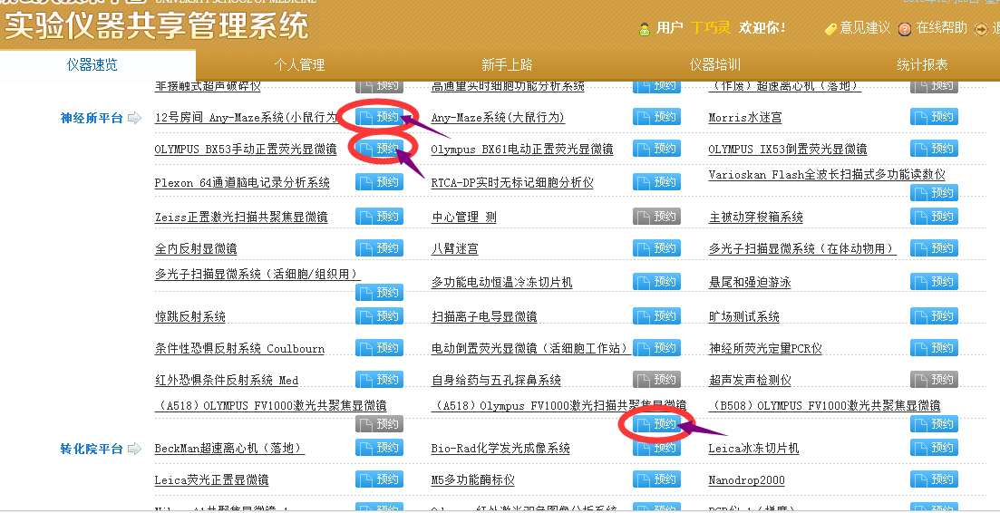 UNIVERSITY SCHOOL OF MEDICINE
实验仪器共享管理系统
用户 丁巧灵 欢迎你! 意见建议 在线帮助
仪器速览 个人管理 新手上路 仪器培训 统计报表
非接触式超声破碎仪 预约 高通量实时细胞功能分析系统 预约 （作废）超速离心机（落地） 预约
神经所平台 12号房间 Any-Maze系统(小鼠行为 预约 Any-Maze系统(大鼠行为) 预约 Morris水迷宫 预约
OLYMPUS BX53手动正置荧光显微镜 预约 Olympus BX61电动正置荧光显微镜 预约 OLYMPUS IX53倒置荧光显微镜 预约
Plexon 64通道脑电记录分析系统 预约 RTCA-DP实时无标记细胞分析仪 预约 Varioskan Flash全波长扫描式多功能读数仪 预约
Zeiss正置激光扫描共聚焦显微镜 预约 中心管理 测 预约 主被动穿梭箱系统 预约
全内反射显微镜 预约 八臂迷宫 预约 多光子扫描显微系统（在体动物用） 预约
多光子扫描显微系统（活细胞/组织用） 预约 多功能电动恒温冷冻切片机 预约 悬尾和强迫游泳 预约
惊跳反射系统 预约 扫描离子电导显微镜 预约 旷场测试系统 预约
条件性恐惧反射系统 Coulbourn 预约 电动倒置荧光显微镜（活细胞工作站） 预约 神经所荧光定量PCR仪 预约
红外恐惧条件反射系统 Med 预约 自身给药与五孔探鼻系统 预约 超声发声检测仪 预约
（A518）OLYMPUS FV1000激光共聚焦显微镜 预约 （A518）Olympus FV1000激光扫描共聚焦显微镜 预约 （B508）OLYMPUS FV1000激光共聚焦显微镜 预约
转化院平台 BeckMan超速离心机（落地） 预约 Bio-Rad化学发光成像系统 预约 Leica冰冻切片机 预约
Leica荧光正置显微镜 预约 M5多功能酶标仪 预约 Nanodrop2000 预约